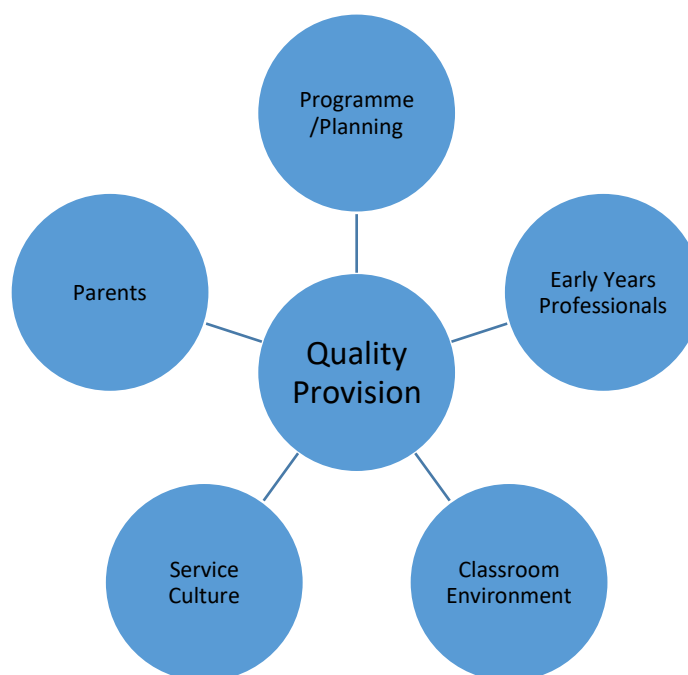 Programme
/Planning
Parents
Early Years
Professionals
Quality
Provision
Service
Culture
Classroom
Environment